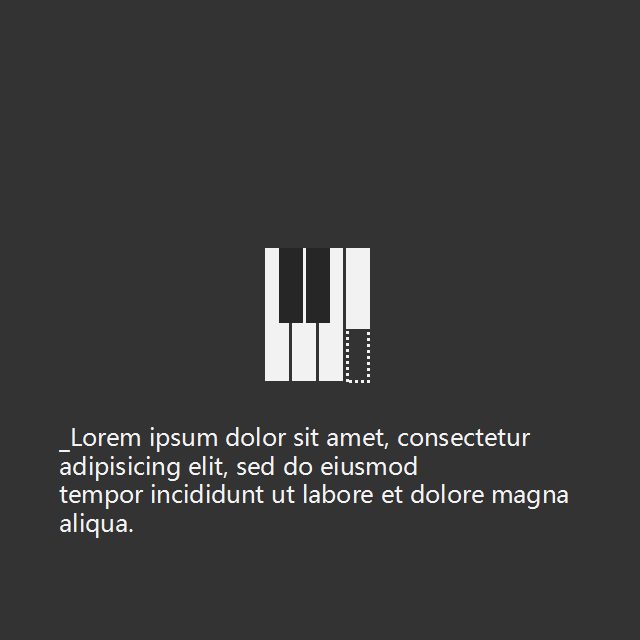 _Lorem ipsum dolor sit amet, consectetur
adipisicing elit, sed do eiusmod
tempor incididunt ut labore et dolore magna
aliqua.